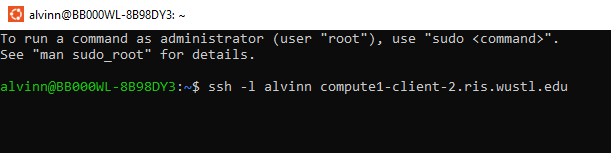 alvinn@BB000WL-8B98DY3: ~
To run a command as administrator (user "root"), use "sudo <command>".
See "man sudo_root" for details.
alvinn@BB000WL-8B98DY3:~$ ssh -l alvinn compute1-client-2.ris.wustl.edu